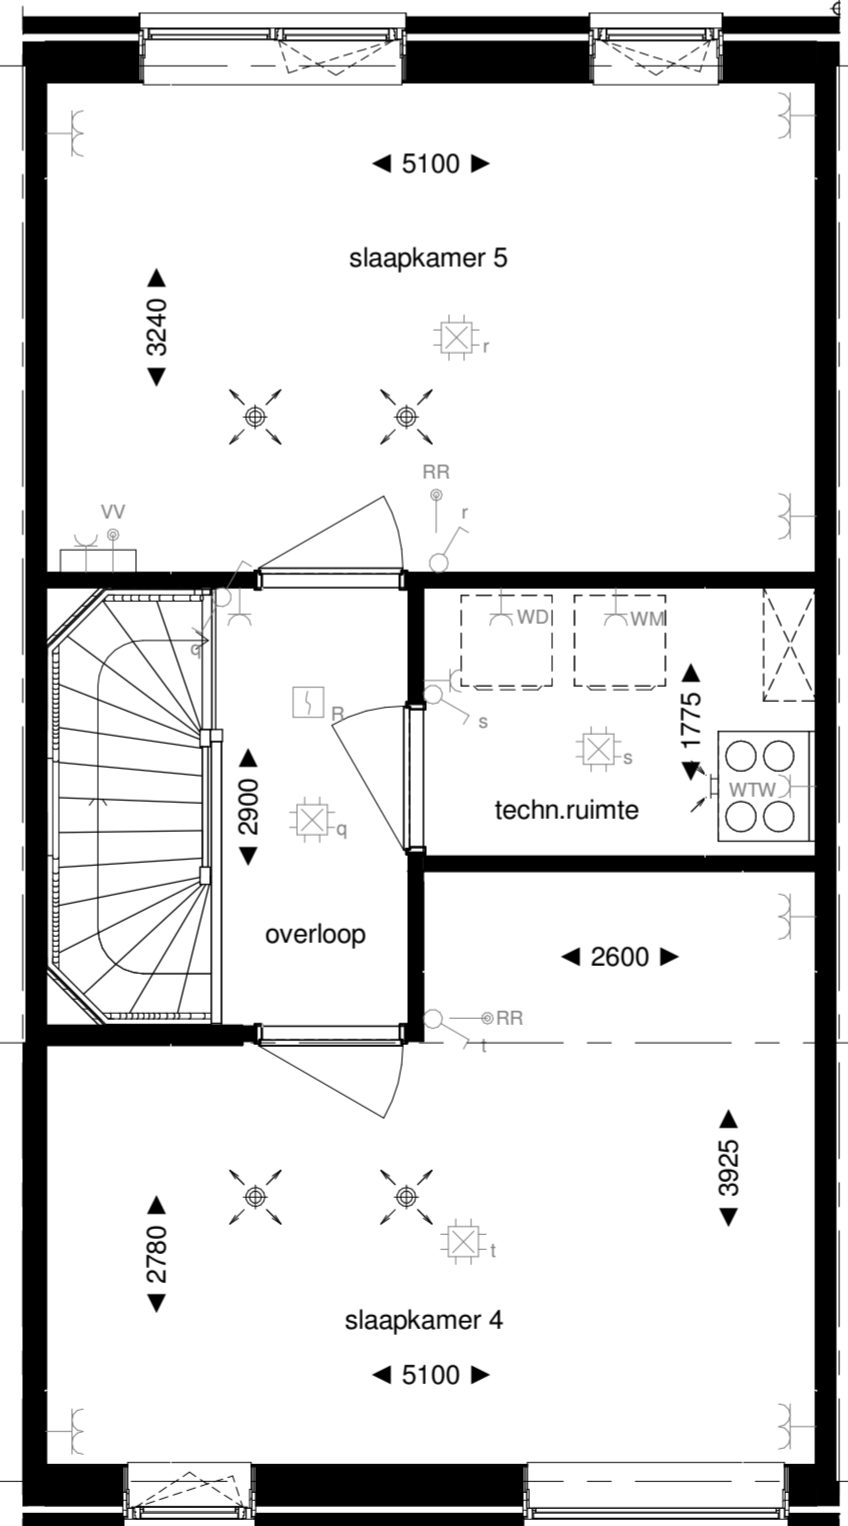 ◄ 5100 ►
slaapkamer 5
◄ 3240 ►
r
RR
r
VV
WD
WM
q
R
s
◄ 1775 ►
s
◄ 2900 ►
WTW
techn.ruimte
q
overloop
◄ 2600 ►
RR
t
◄ 3925 ►
◄ 2780 ►
t
slaapkamer 4
◄ 5100 ►